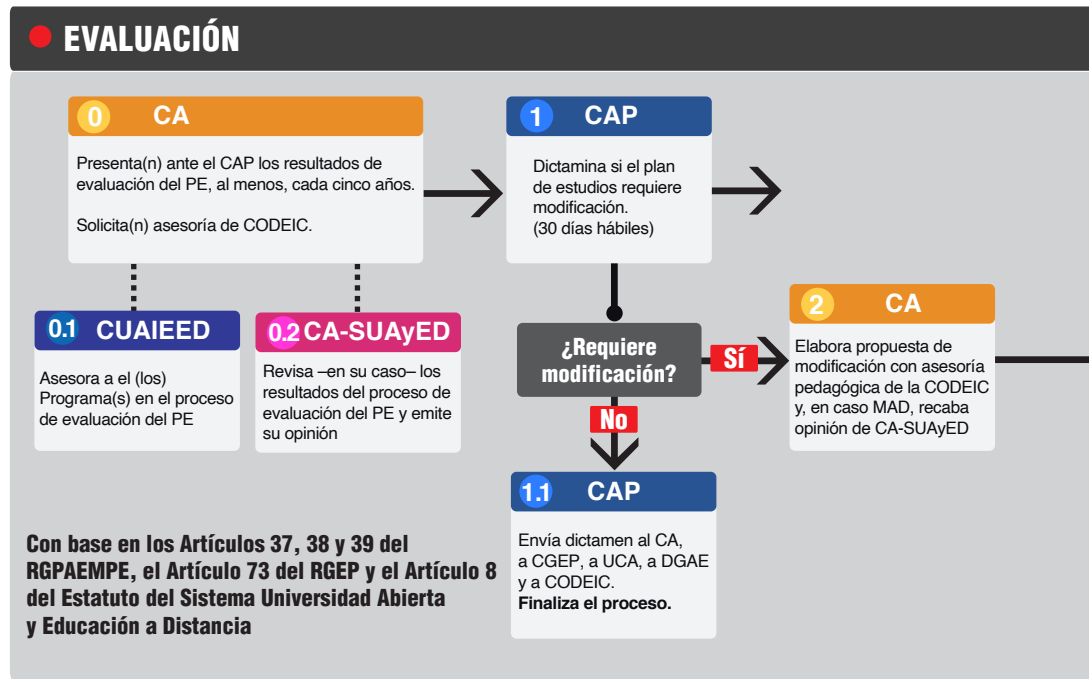 EVALUACIÓN
0 CA
Presenta(n) ante el CAP los resultados de
evaluación del PE, al menos, cada cinco años.
Solicita(n) asesoría de CODEIC.
0.1 CUAIEED
Asesora a el (los)
Programa(s) en el proceso
de evaluación del PE
0.2 CA-SUAyED
Revisa –en su caso– los
resultados del proceso de
evaluación del PE y emite
su opinión
1 CAP
Dictamina si el plan
de estudios requiere
modificación.
(30 días hábiles)
¿Requiere
modificación?
Sí
No
2 CA
Elabora propuesta de
modificación con asesoría
pedagógica de la CODEIC
y, en caso MAD, recaba
opinión de CA-SUAyED
1.1 CAP
Envía dictamen al CA,
a CGEP, a UCA, a DGAE
y a CODEIC.
Finaliza el proceso.
Con base en los Artículos 37, 38 y 39 del
RGPAEMPE, el Artículo 73 del RGEP y el Artículo 8
del Estatuto del Sistema Universidad Abierta
y Educación a Distancia